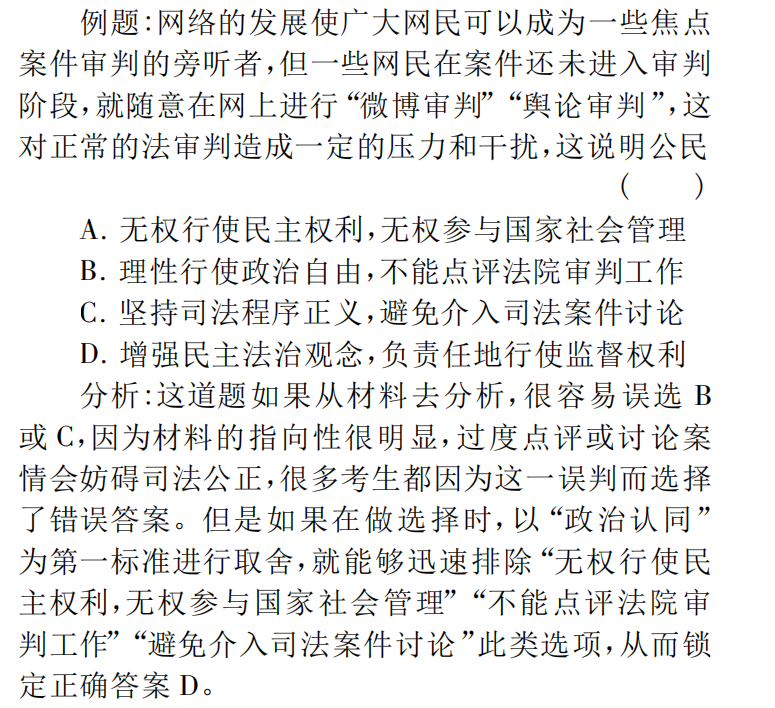 例题:网络的发展使广大网民可以成为一些焦点
案件审判的旁听者,但一些网民在案件还未进入审判
阶段,就随意在网上进行“微博审判”“舆论审判”,这
对正常的法审判造成一定的压力和干扰,这说明公民
(　　)
A. 无权行使民主权利,无权参与国家社会管理
B. 理性行使政治自由,不能点评法院审判工作
C. 坚持司法程序正义,避免介入司法案件讨论
D. 增强民主法治观念,负责任地行使监督权利
分析:这道题如果从材料去分析,很容易误选 B
或 C,因为材料的指向性很明显,过度点评或讨论案
情会妨碍司法公正,很多考生都因为这一误判而选择
了错误答案。但是如果在做选择时,以“政治认同”
为第一标准进行取舍,就能够迅速排除“无权行使民
主权利,无权参与国家社会管理”“不能点评法院审
判工作”“避免介入司法案件讨论”此类选项,从而锁
定正确答案 D。